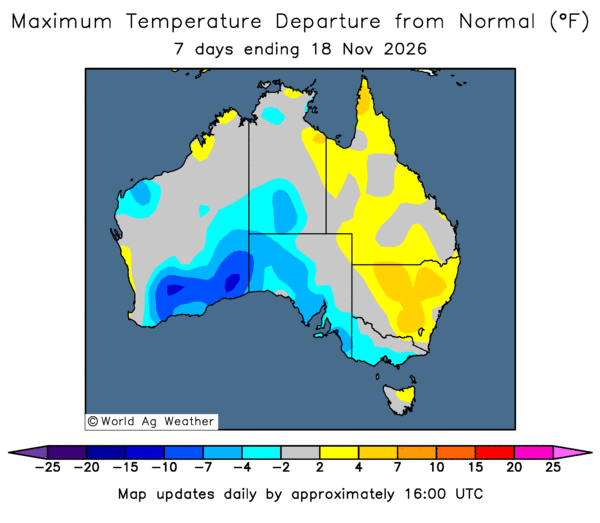 Maximum Temperature Departure from Normal (°F)
7 days ending 18 Nov 2026
©World Ag Weather
−25 −20 −15 −10 −7 −4 −2 2 4 7 10 15 20 25
Map updates daily by approximately 16:00 UTC